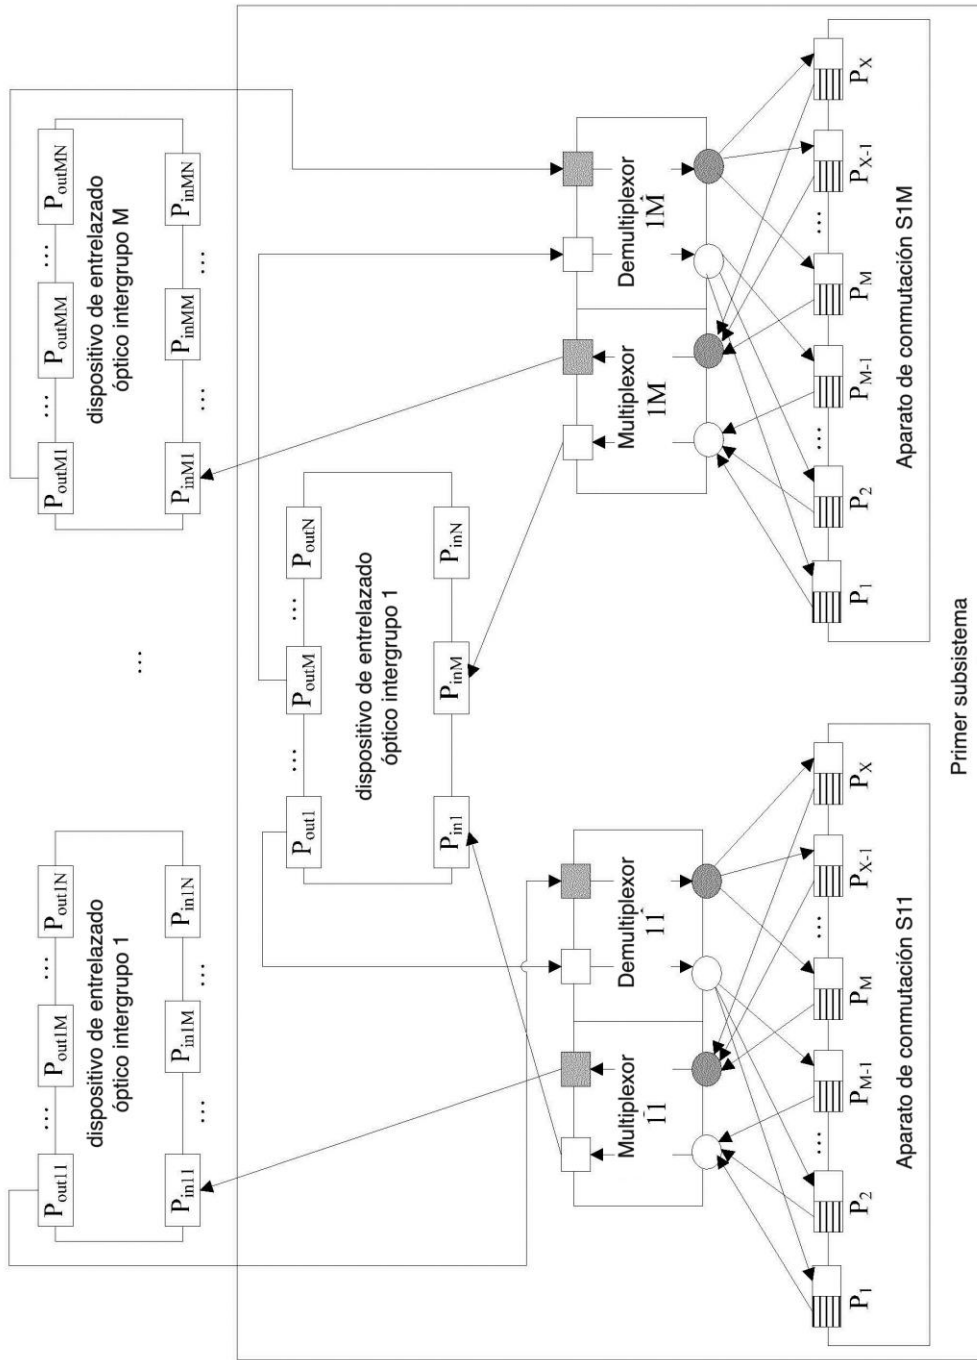 P_out11 ... P_out1M ... P_out1N
dispositivo de entrelazado
óptico intergrupo 1
P_in11 ... P_in1M ... P_in1N
...
P_outM1 ... P_outMM ... P_outMN
dispositivo de entrelazado
óptico intergrupo M
P_inM1 ... P_inMM ... P_inMN
P_out1 ... P_outM ... P_outN
dispositivo de entrelazado
óptico intergrupo 1
P_in1 P_inM P_inN
Multiplexor
11
Demultiplexor
11
Multiplexor
1M
Demultiplexor
1M
P_1 P_2 ... P_M-1 P_M ... P_X-1 P_X
Aparato de conmutación S11
P_1 P_2 ... P_M-1 P_M ... P_X-1 P_X
Aparato de conmutación S1M
Primer subsistema